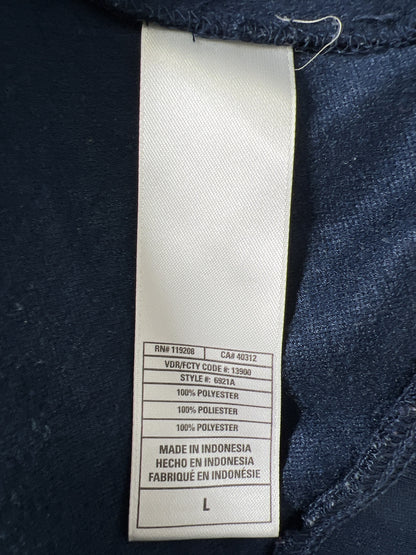 RN# 119208 CA# 40312
VDR/FCTY CODE #: 13900
STYLE #: 6921A
100% POLYESTER
100% POLIESTER
100% POLYESTER
MADE IN INDONESIA
HECHO EN INDONESIA
FABRIQUÉ EN INDONÉSIE
L